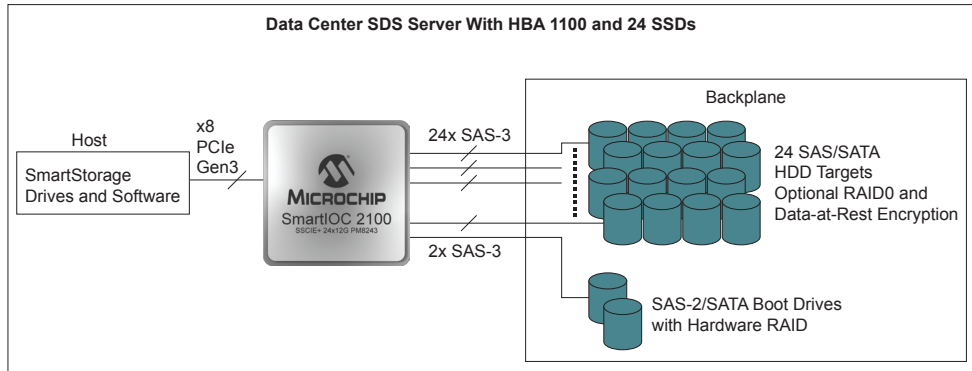 Data Center SDS Server With HBA 1100 and 24 SSDs
Host
SmartStorage
Drives and Software
x8
PCIe
Gen3
MICROCHIP
SmartIOC 2100
SSCIE+ 24x12G PM8243
24x SAS-3
2x SAS-3
Backplane
24 SAS/SATA
HDD Targets
Optional RAID0 and
Data-at-Rest Encryption
SAS-2/SATA Boot Drives
with Hardware RAID